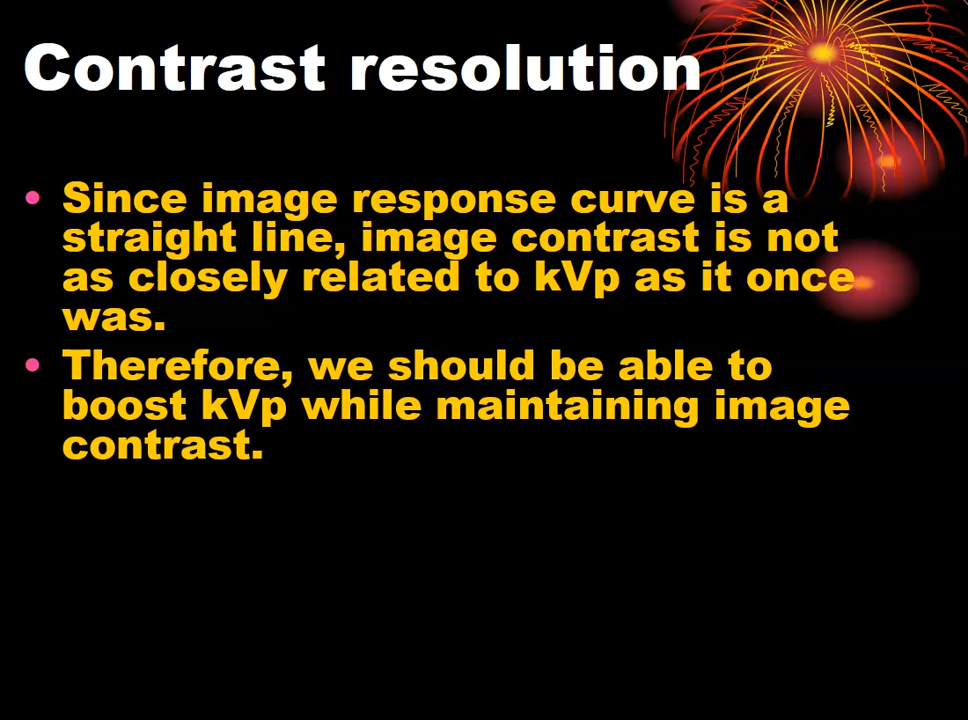 Contrast resolution
• Since image response curve is a
straight line, image contrast is not
as closely related to kVp as it once
was.
• Therefore, we should be able to
boost kVp while maintaining image
contrast.